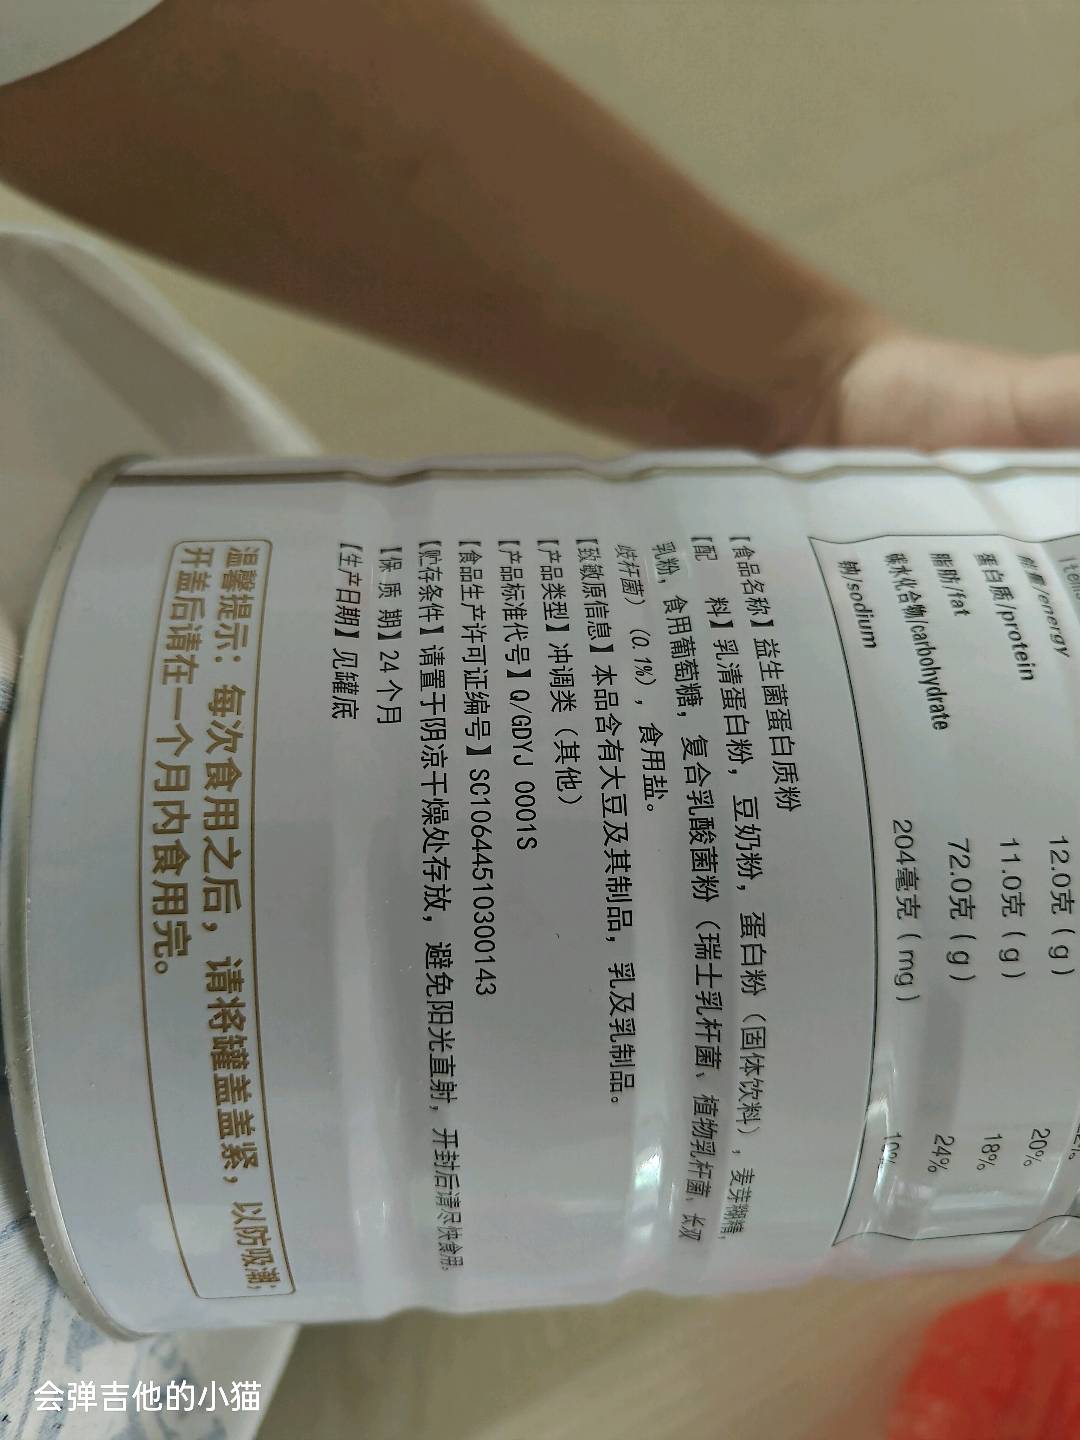 Items
能量/energy
蛋白质/protein 12.0克（g） 20%
脂肪/fat 11.0克（g） 18%
碳水化合物/carbohydrate 72.0克（g） 24%
钠/sodium 204毫克（mg） 10%
【食品名称】益生菌蛋白质粉
【配 料】乳清蛋白粉，豆奶粉，蛋白粉（固体饮料），麦芽糊精，
乳粉，食用葡萄糖，复合乳酸菌粉（瑞士乳杆菌、植物乳杆菌、长双
歧杆菌）（0.1%），食用盐。
【致敏原信息】本品含有大豆及其制品，乳及乳制品。
【产品类型】冲调类（其他）
【产品标准代号】Q/GDYJ 0001S
【食品生产许可证编号】SC10644510300143
【贮存条件】请置于阴凉干燥处存放，避免阳光直射，开封后请尽快食用。
【保 质 期】24个月
【生产日期】见罐底
温馨提示：每次食用之后，请将罐盖盖紧，以防吸潮；
开盖后请在一个月内食用完。
会弹吉他的小猫